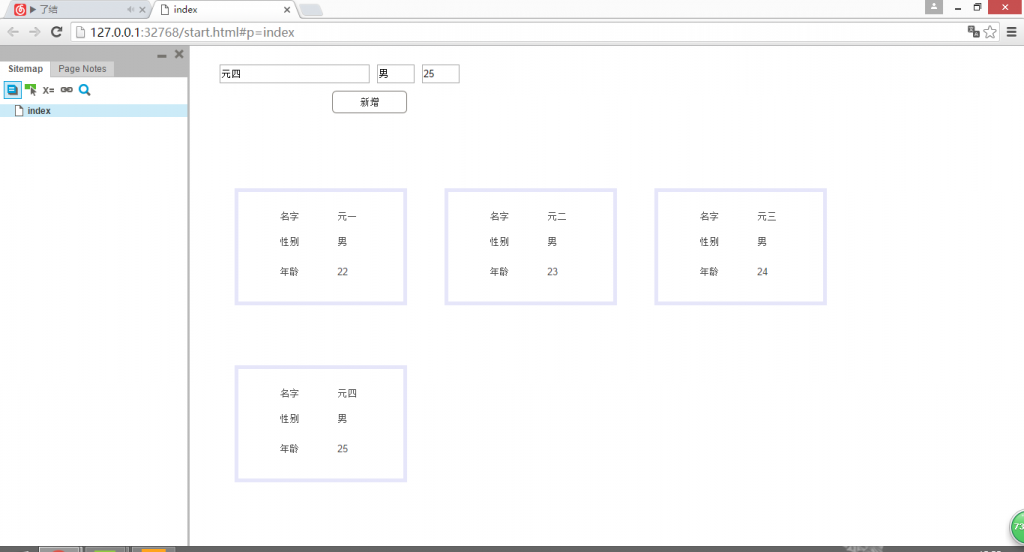 ▶ 了结
index
127.0.0.1:32768/start.html#p=index
Sitemap Page Notes
X=
index
元四 男 25
新增
名字 元一
性别 男
年龄 22
名字 元二
性别 男
年龄 23
名字 元三
性别 男
年龄 24
名字 元四
性别 男
年龄 25
73